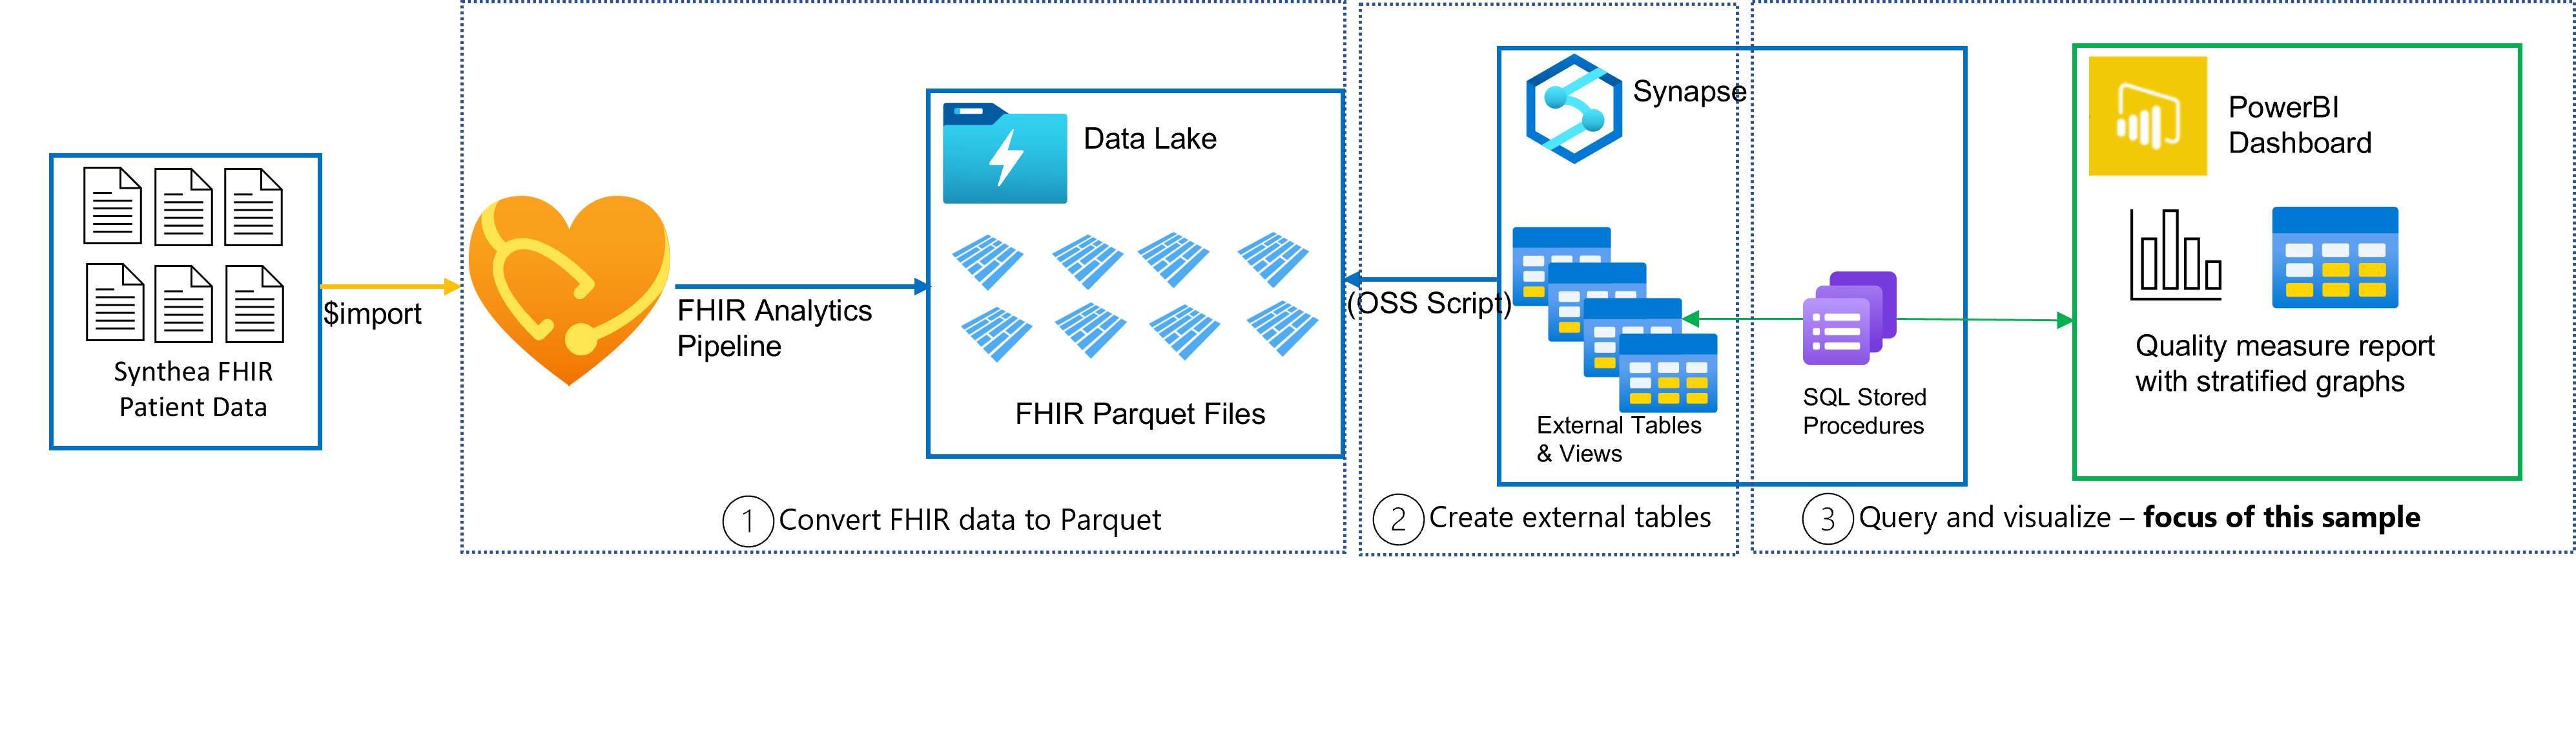 Synthea FHIR
Patient Data
$import
FHIR Analytics
Pipeline
Data Lake
FHIR Parquet Files
1 Convert FHIR data to Parquet
(OSS Script)
Synapse
External Tables
& Views
2 Create external tables
SQL Stored
Procedures
PowerBI
Dashboard
Quality measure report
with stratified graphs
3 Query and visualize – focus of this sample